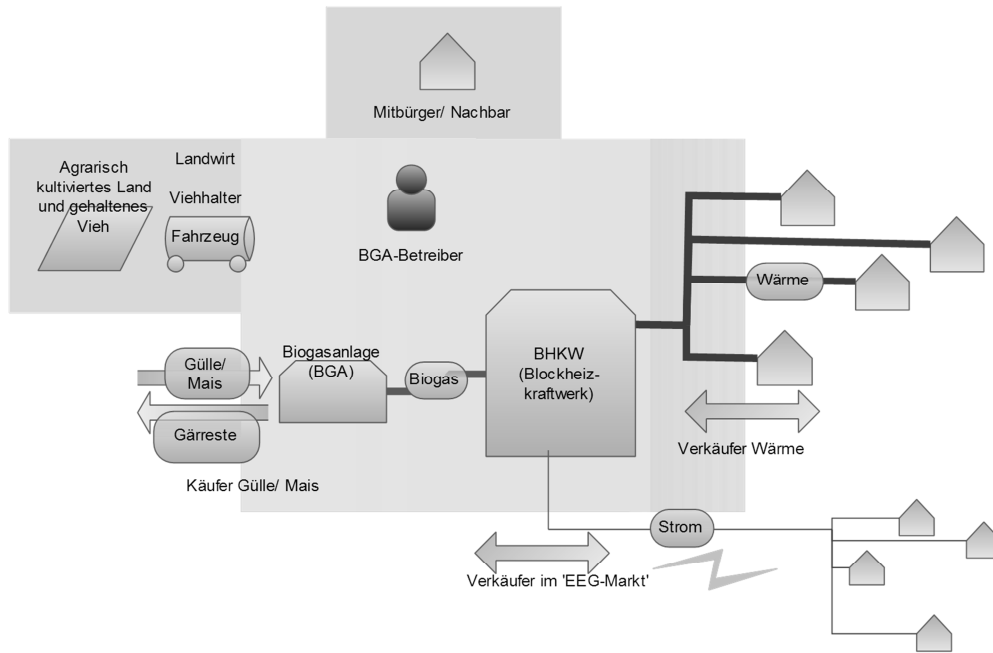 Mitbürger/ Nachbar
Agrarisch
kultiviertes Land
und gehaltenes
Vieh
Landwirt
Viehhalter
Fahrzeug
BGA-Betreiber
Wärme
Gülle/
Mais
Biogasanlage
(BGA)
Biogas
BHKW
(Blockheiz-
kraftwerk)
Gärreste
Verkäufer Wärme
Käufer Gülle/ Mais
Strom
Verkäufer im 'EEG-Markt'